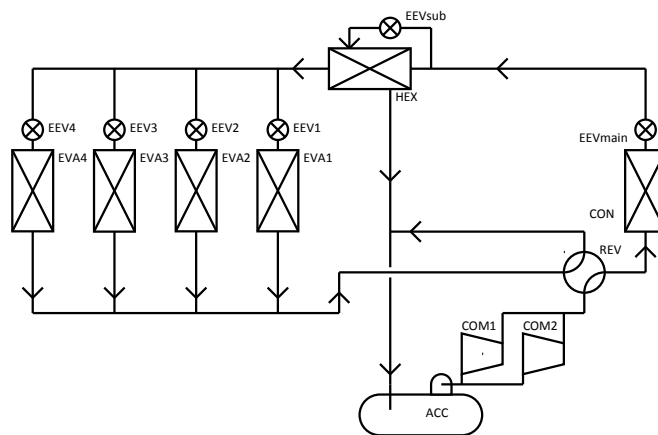 EEVsub
HEX
EEV4
EEV3
EEV2
EEV1
EEVmain
EVA4
EVA3
EVA2
EVA1
CON
REV
COM1
COM2
ACC